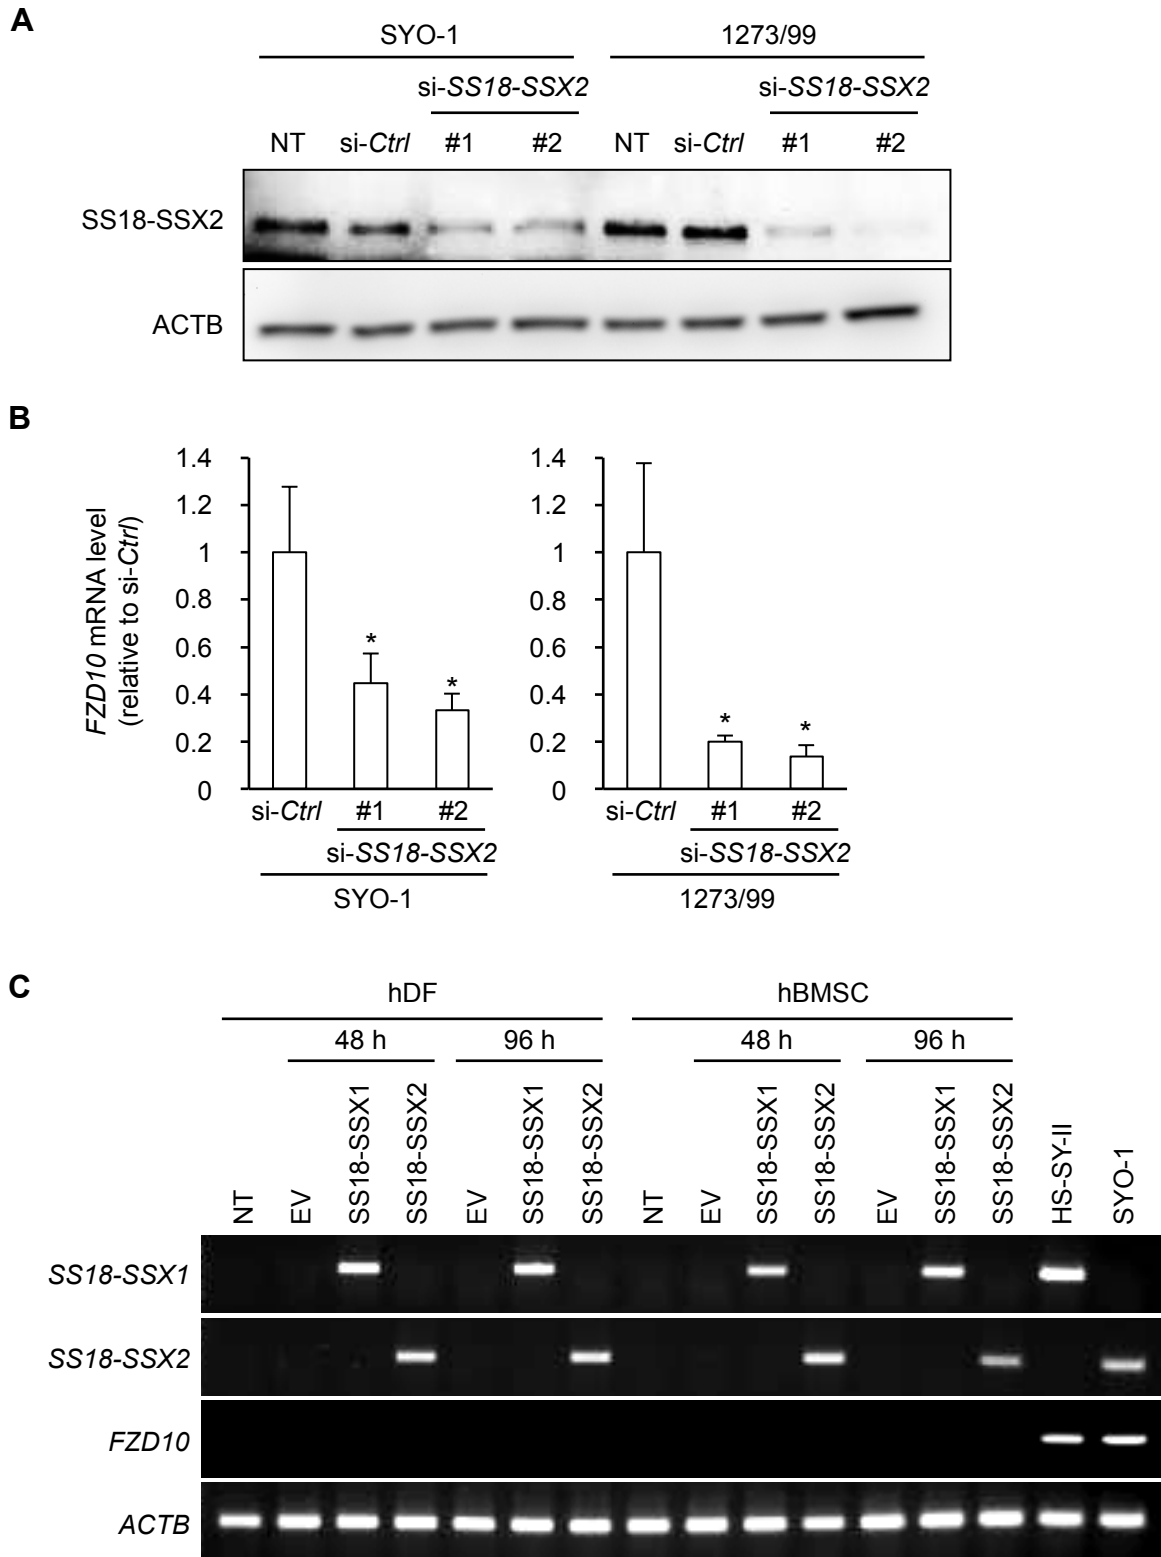 A
SYO-1 1273/99
si-SS18-SSX2 si-SS18-SSX2
NT si-Ctrl #1 #2 NT si-Ctrl #1 #2
SS18-SSX2
ACTB
B
FZD10 mRNA level
(relative to si-Ctrl)
1.4 1.4
1.2 1.2
1 1
0.8 0.8
0.6 0.6
* 
0.4 0.4
*
0.2 0.2
* *
0 0
si-Ctrl #1 #2 si-Ctrl #1 #2
si-SS18-SSX2 si-SS18-SSX2
SYO-1 1273/99
C
hDF hBMSC
48 h 96 h 48 h 96 h
NT EV SS18-SSX1 SS18-SSX2 EV SS18-SSX1 SS18-SSX2 NT EV SS18-SSX1 SS18-SSX2 EV SS18-SSX1 SS18-SSX2 HS-SY-II SYO-1
SS18-SSX1
SS18-SSX2
FZD10
ACTB